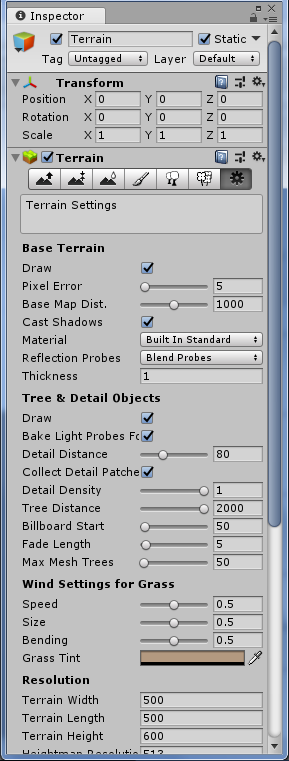 Inspector
Terrain Static
Tag Untagged Layer Default
Transform
Position X 0 Y 0 Z 0
Rotation X 0 Y 0 Z 0
Scale X 1 Y 1 Z 1
Terrain
Terrain Settings
Base Terrain
Draw
Pixel Error 5
Base Map Dist. 1000
Cast Shadows
Material Built In Standard
Reflection Probes Blend Probes
Thickness 1
Tree & Detail Objects
Draw
Bake Light Probes Fo
Detail Distance 80
Collect Detail Patche
Detail Density 1
Tree Distance 2000
Billboard Start 50
Fade Length 5
Max Mesh Trees 50
Wind Settings for Grass
Speed 0.5
Size 0.5
Bending 0.5
Grass Tint
Resolution
Terrain Width 500
Terrain Length 500
Terrain Height 600
Heightmap Resolutio 513